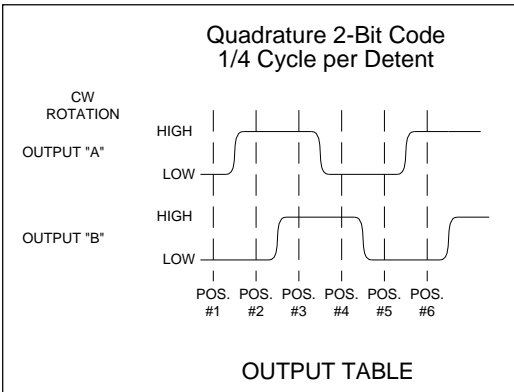 Quadrature 2-Bit Code
1/4 Cycle per Detent
CW
ROTATION
HIGH
OUTPUT "A"
LOW
HIGH
OUTPUT "B"
LOW
POS. POS. POS. POS. POS. POS.
#1 #2 #3 #4 #5 #6
OUTPUT TABLE